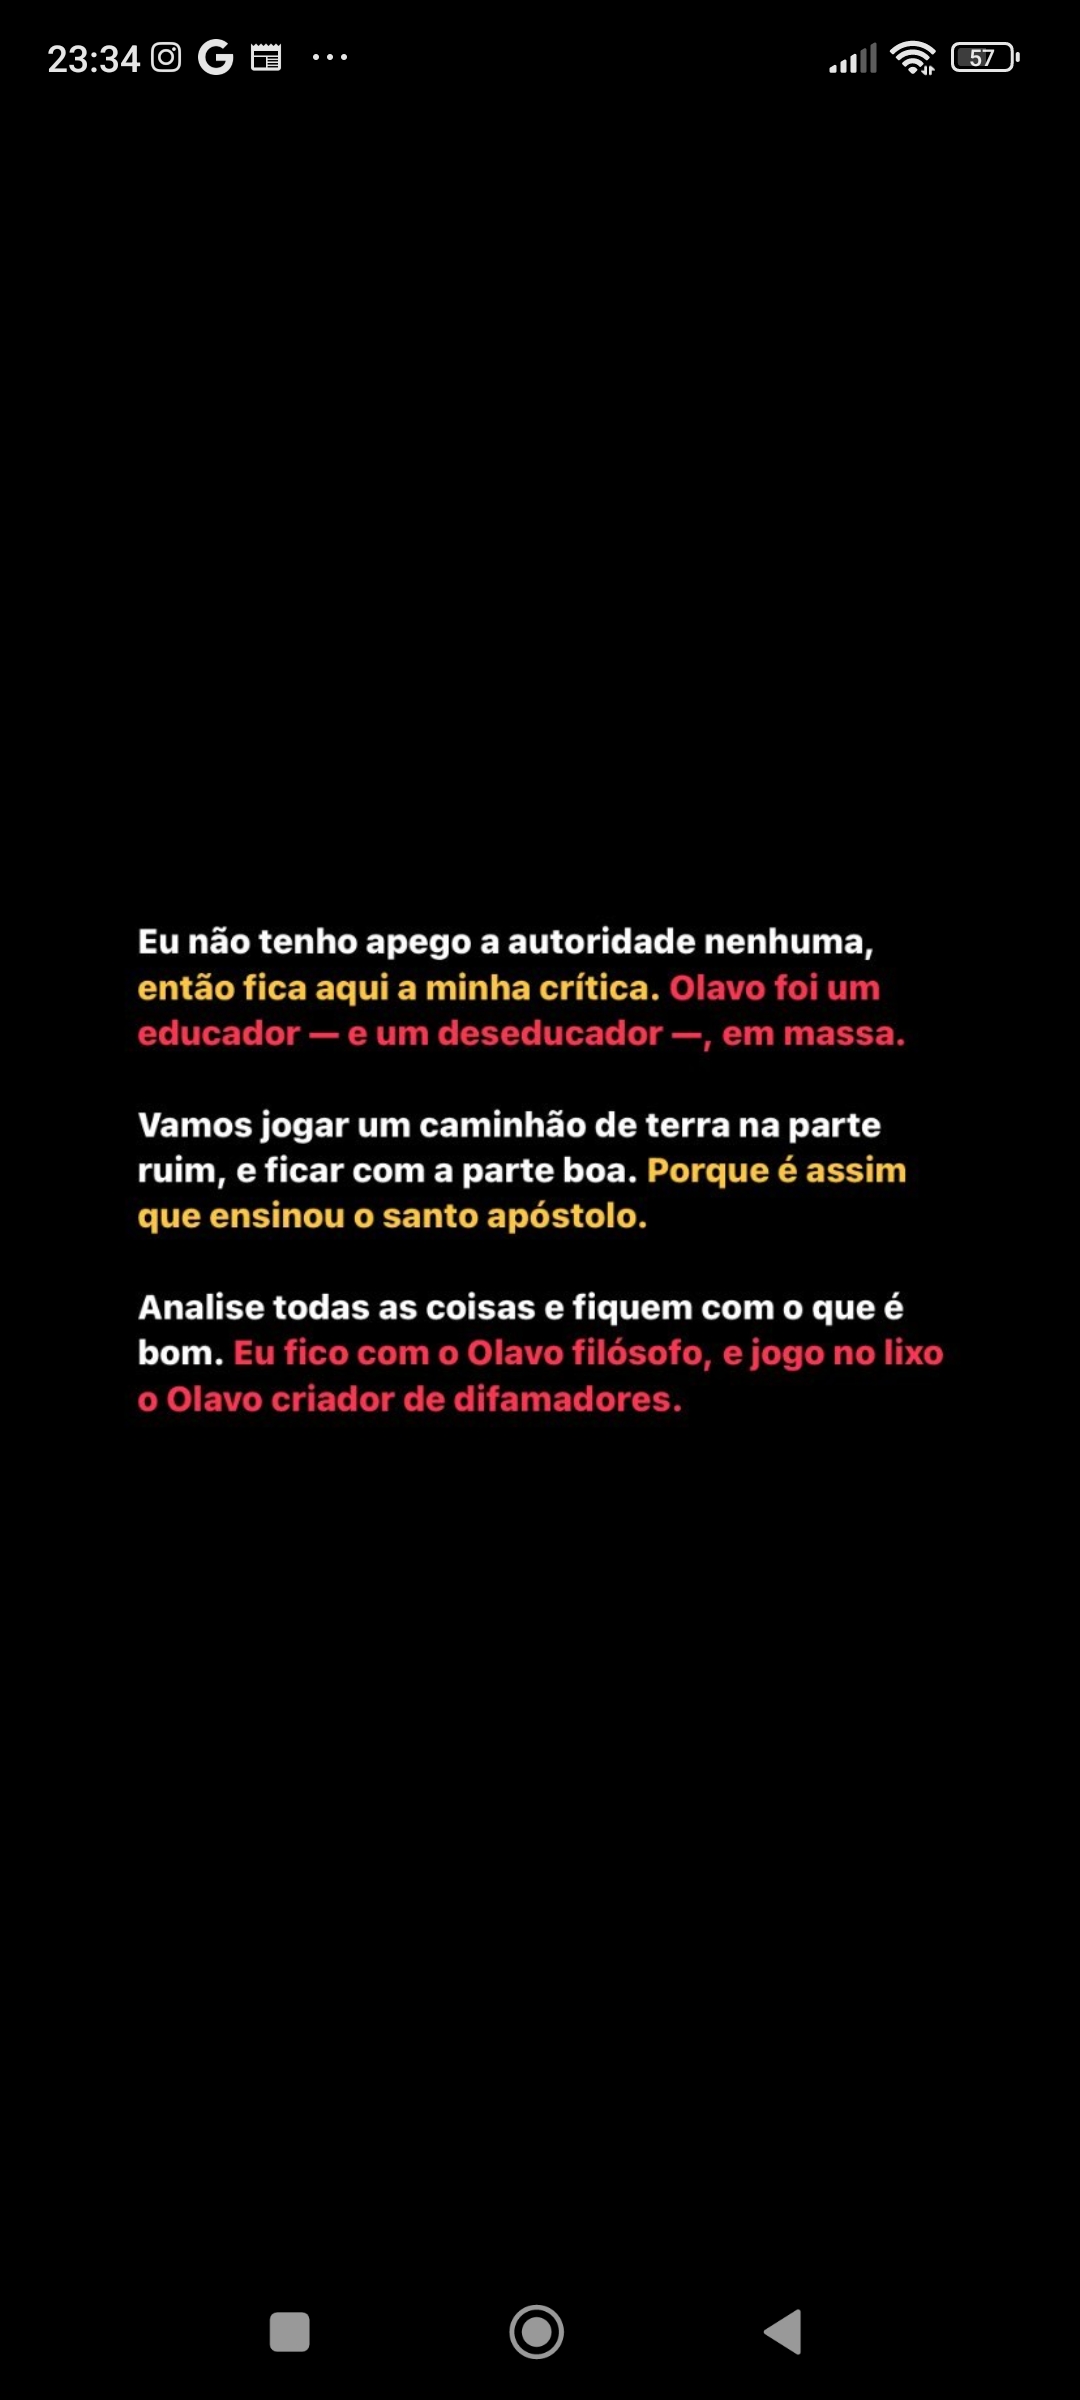 23:34
57
Eu não tenho apego a autoridade nenhuma,
então fica aqui a minha crítica. Olavo foi um
educador — e um deseducador —, em massa.
Vamos jogar um caminhão de terra na parte
ruim, e ficar com a parte boa. Porque é assim
que ensinou o santo apóstolo.
Analise todas as coisas e fiquem com o que é
bom. Eu fico com o Olavo filósofo, e jogo no lixo
o Olavo criador de difamadores.